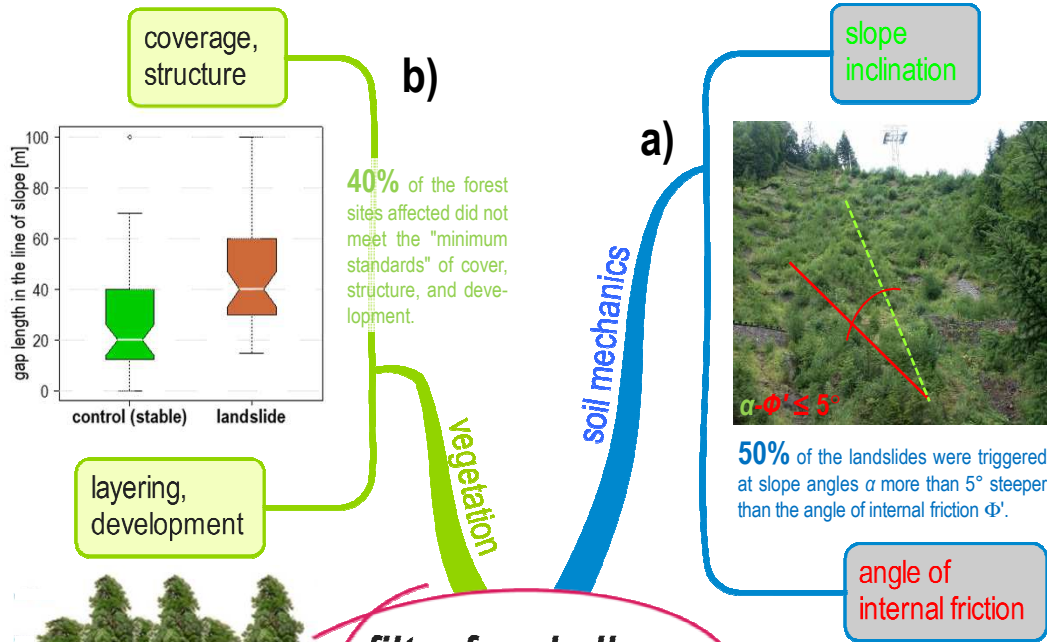 coverage,
structure
b)
gap length in the line of slope [m]
100
80
60
40
20
0
control (stable)
landslide
40% of the forest
sites affected did not
meet the "minimum
standards" of cover,
structure, and deve-
lopment.
layering,
development
vegetation
slope
inclination
a)
soil mechanics
α-Φ' ≤ 5°
50% of the landslides were triggered
at slope angles α more than 5° steeper
than the angle of internal friction Φ'.
angle of
internal friction